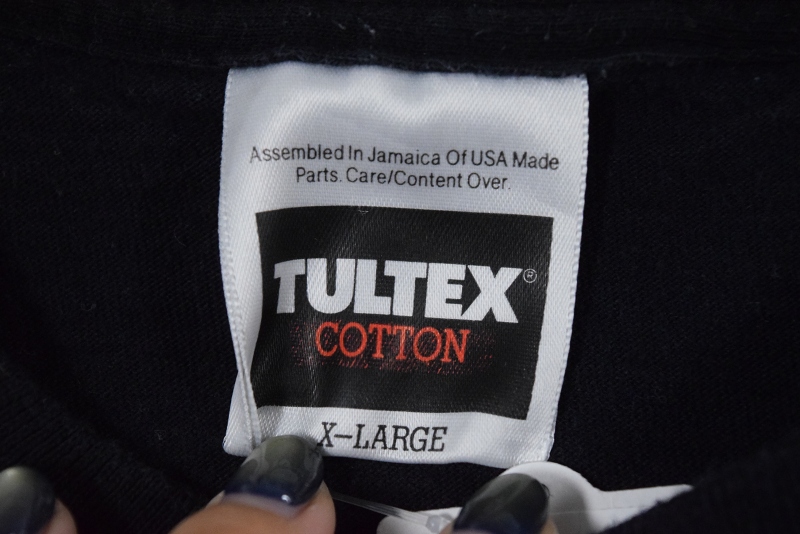 Assembled In Jamaica Of USA Made
Parts. Care/Content Over.
TULTEX®
COTTON
X-LARGE